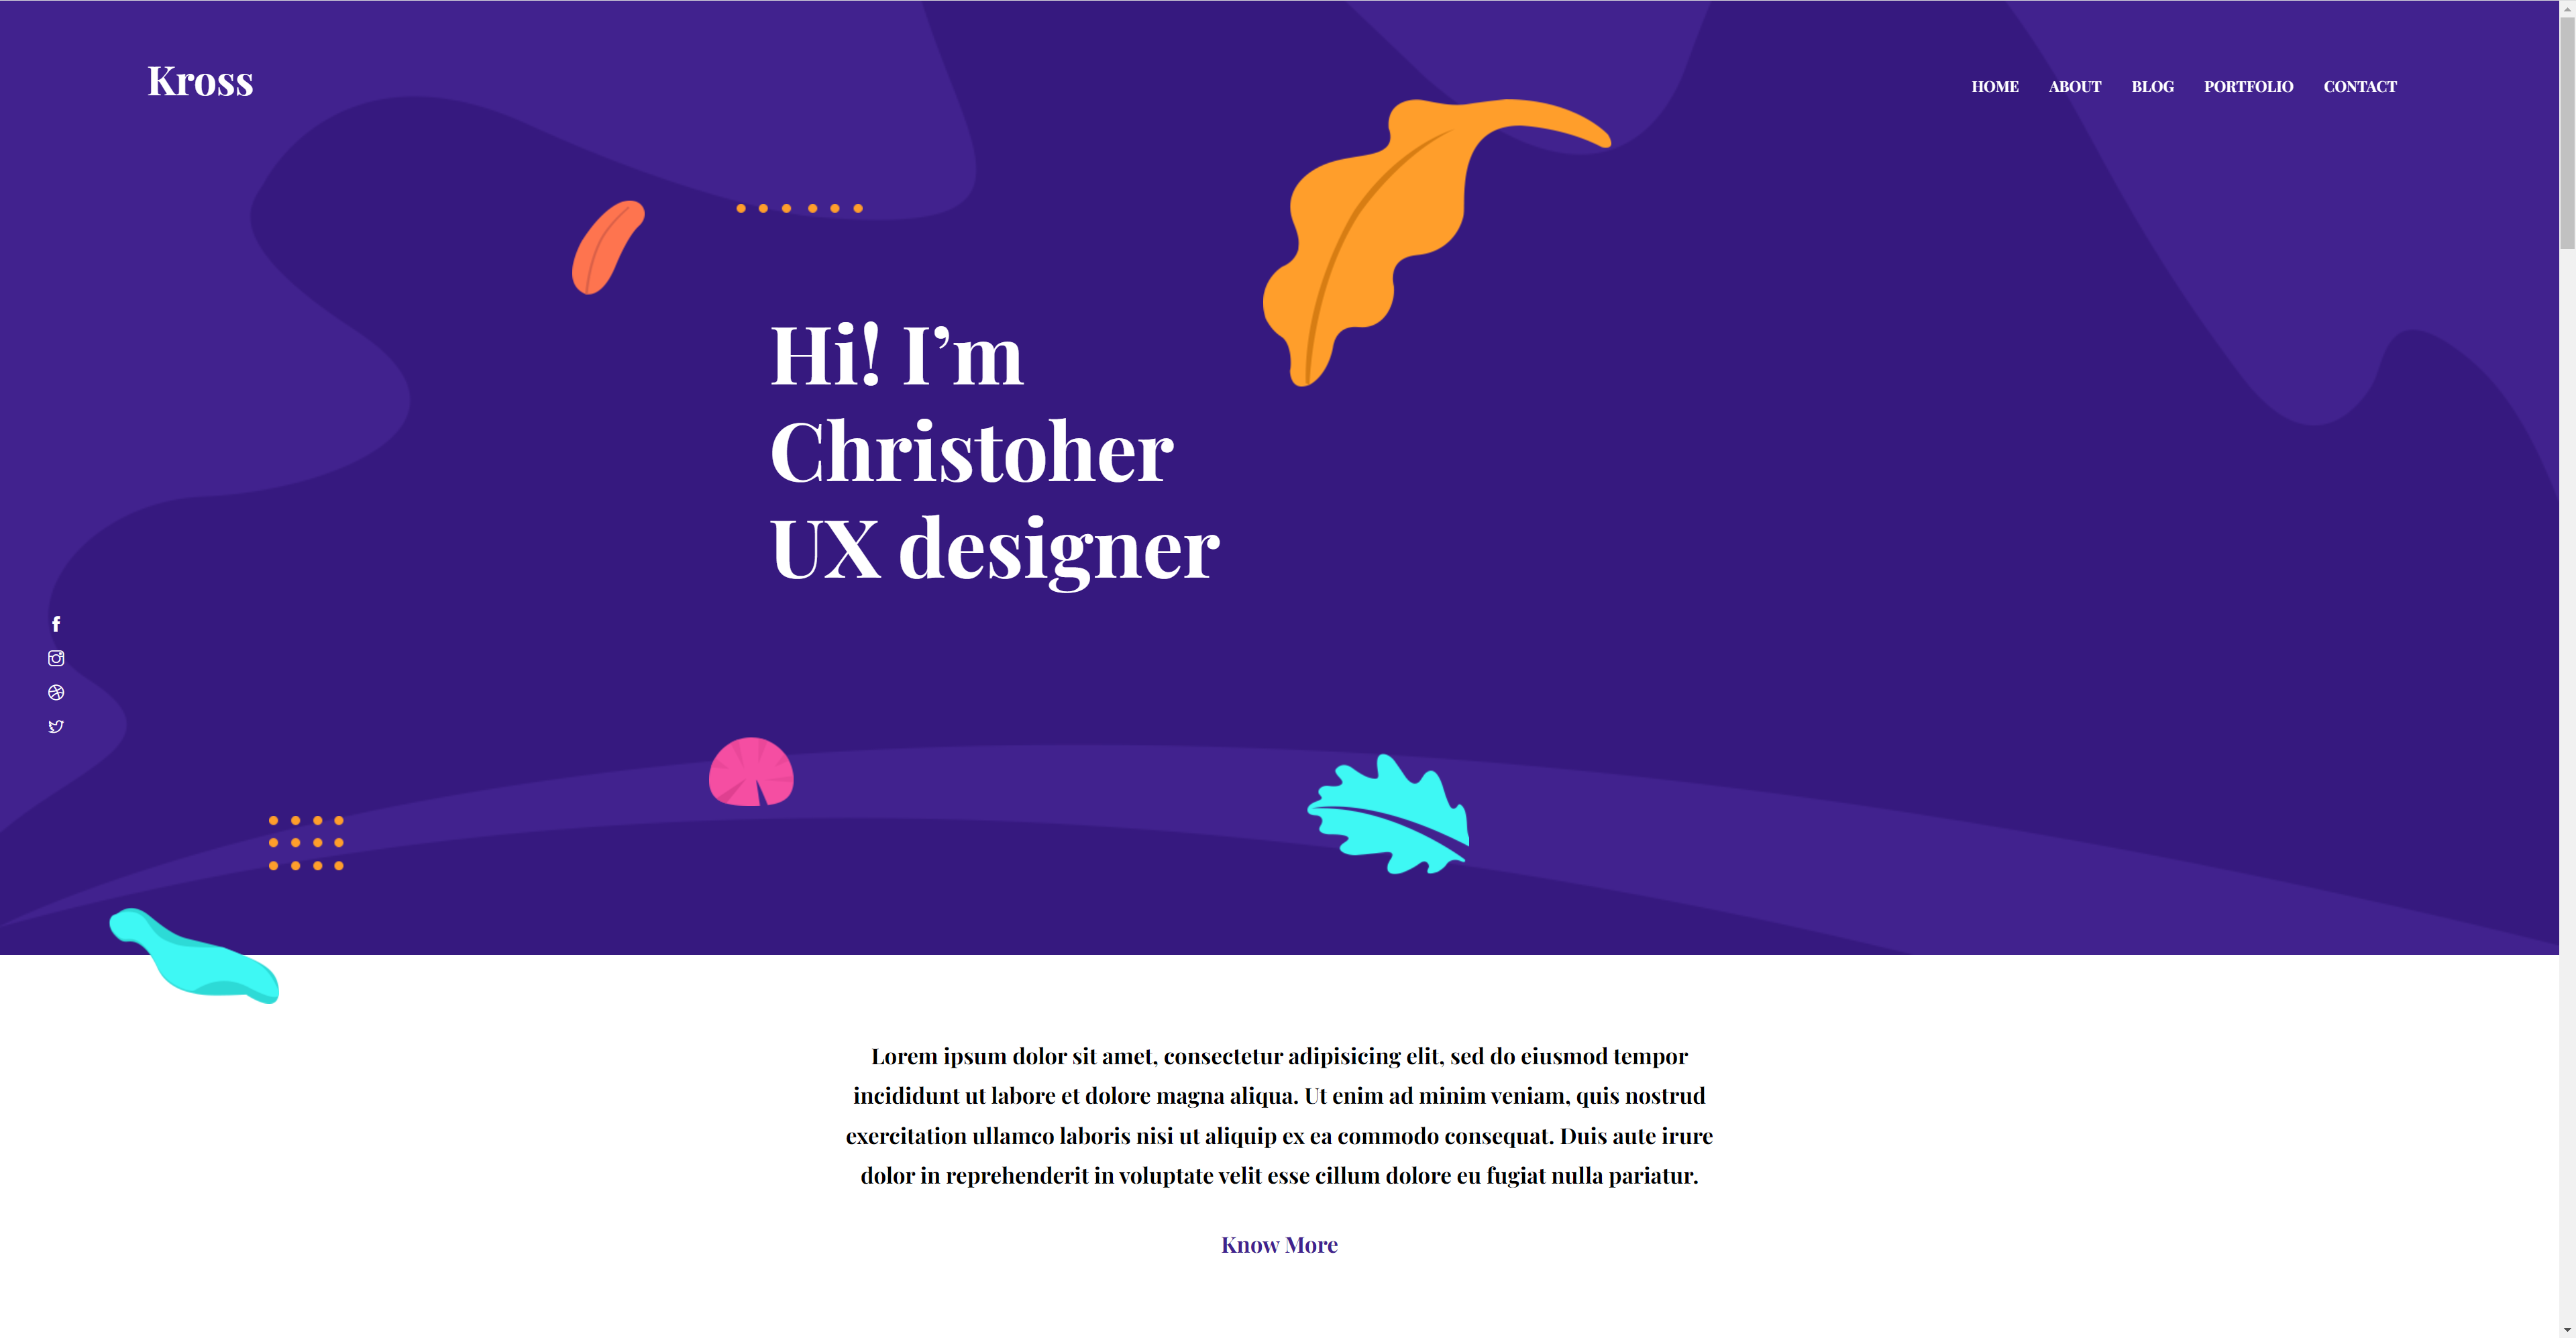 Kross
HOME ABOUT BLOG PORTFOLIO CONTACT
Hi! I’m
Christoher
UX designer
Lorem ipsum dolor sit amet, consectetur adipisicing elit, sed do eiusmod tempor
incididunt ut labore et dolore magna aliqua. Ut enim ad minim veniam, quis nostrud
exercitation ullamco laboris nisi ut aliquip ex ea commodo consequat. Duis aute irure
dolor in reprehenderit in voluptate velit esse cillum dolore eu fugiat nulla pariatur.
Know More